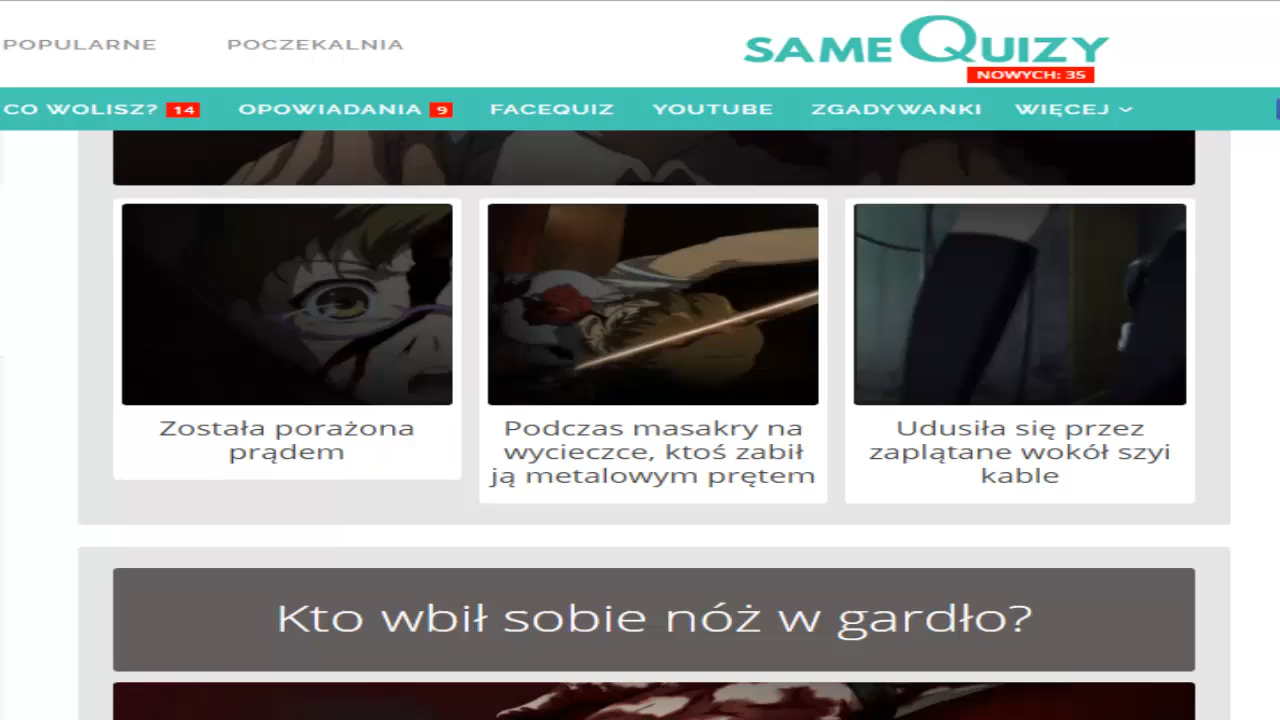 POPULARNE
POCZEKALNIA
SAMEQUIZY
NOWYCH: 35
CO WOLISZ? 14
OPOWIADANIA 9
FACEQUIZ
YOUTUBE
ZGADYWANKI
WIĘCEJ
Została porażona
prądem
Podczas masakry na
wycieczce, ktoś zabił
ją metalowym prętem
Udusiła się przez
zaplątane wokół szyi
kable
Kto wbił sobie nóż w gardło?